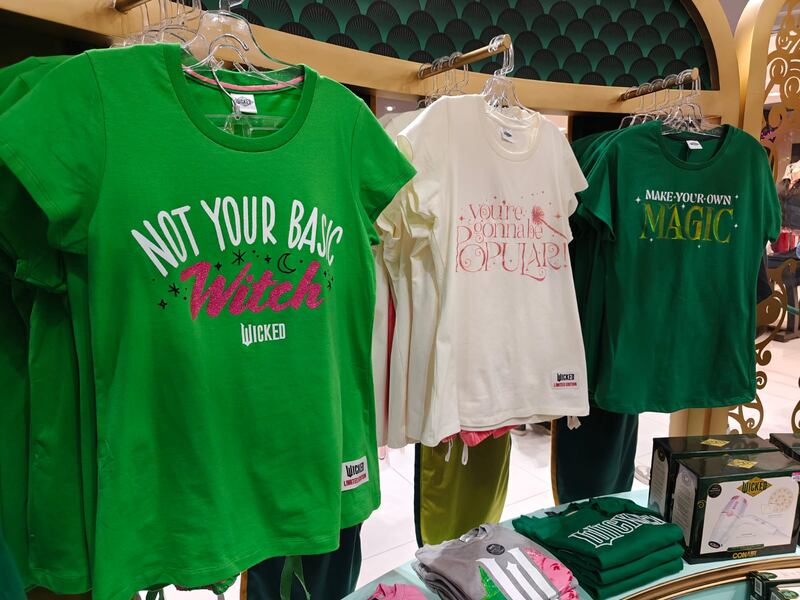 WICKED
NOT YOUR BASIC
Witch
WICKED
WICKED
LIMITED EDITION
you're
gonna be
POPULAR!
WICKED
LIMITED EDITION
MAKE-YOUR-OWN
MAGIC
WICKED
WICKED
CONAIR